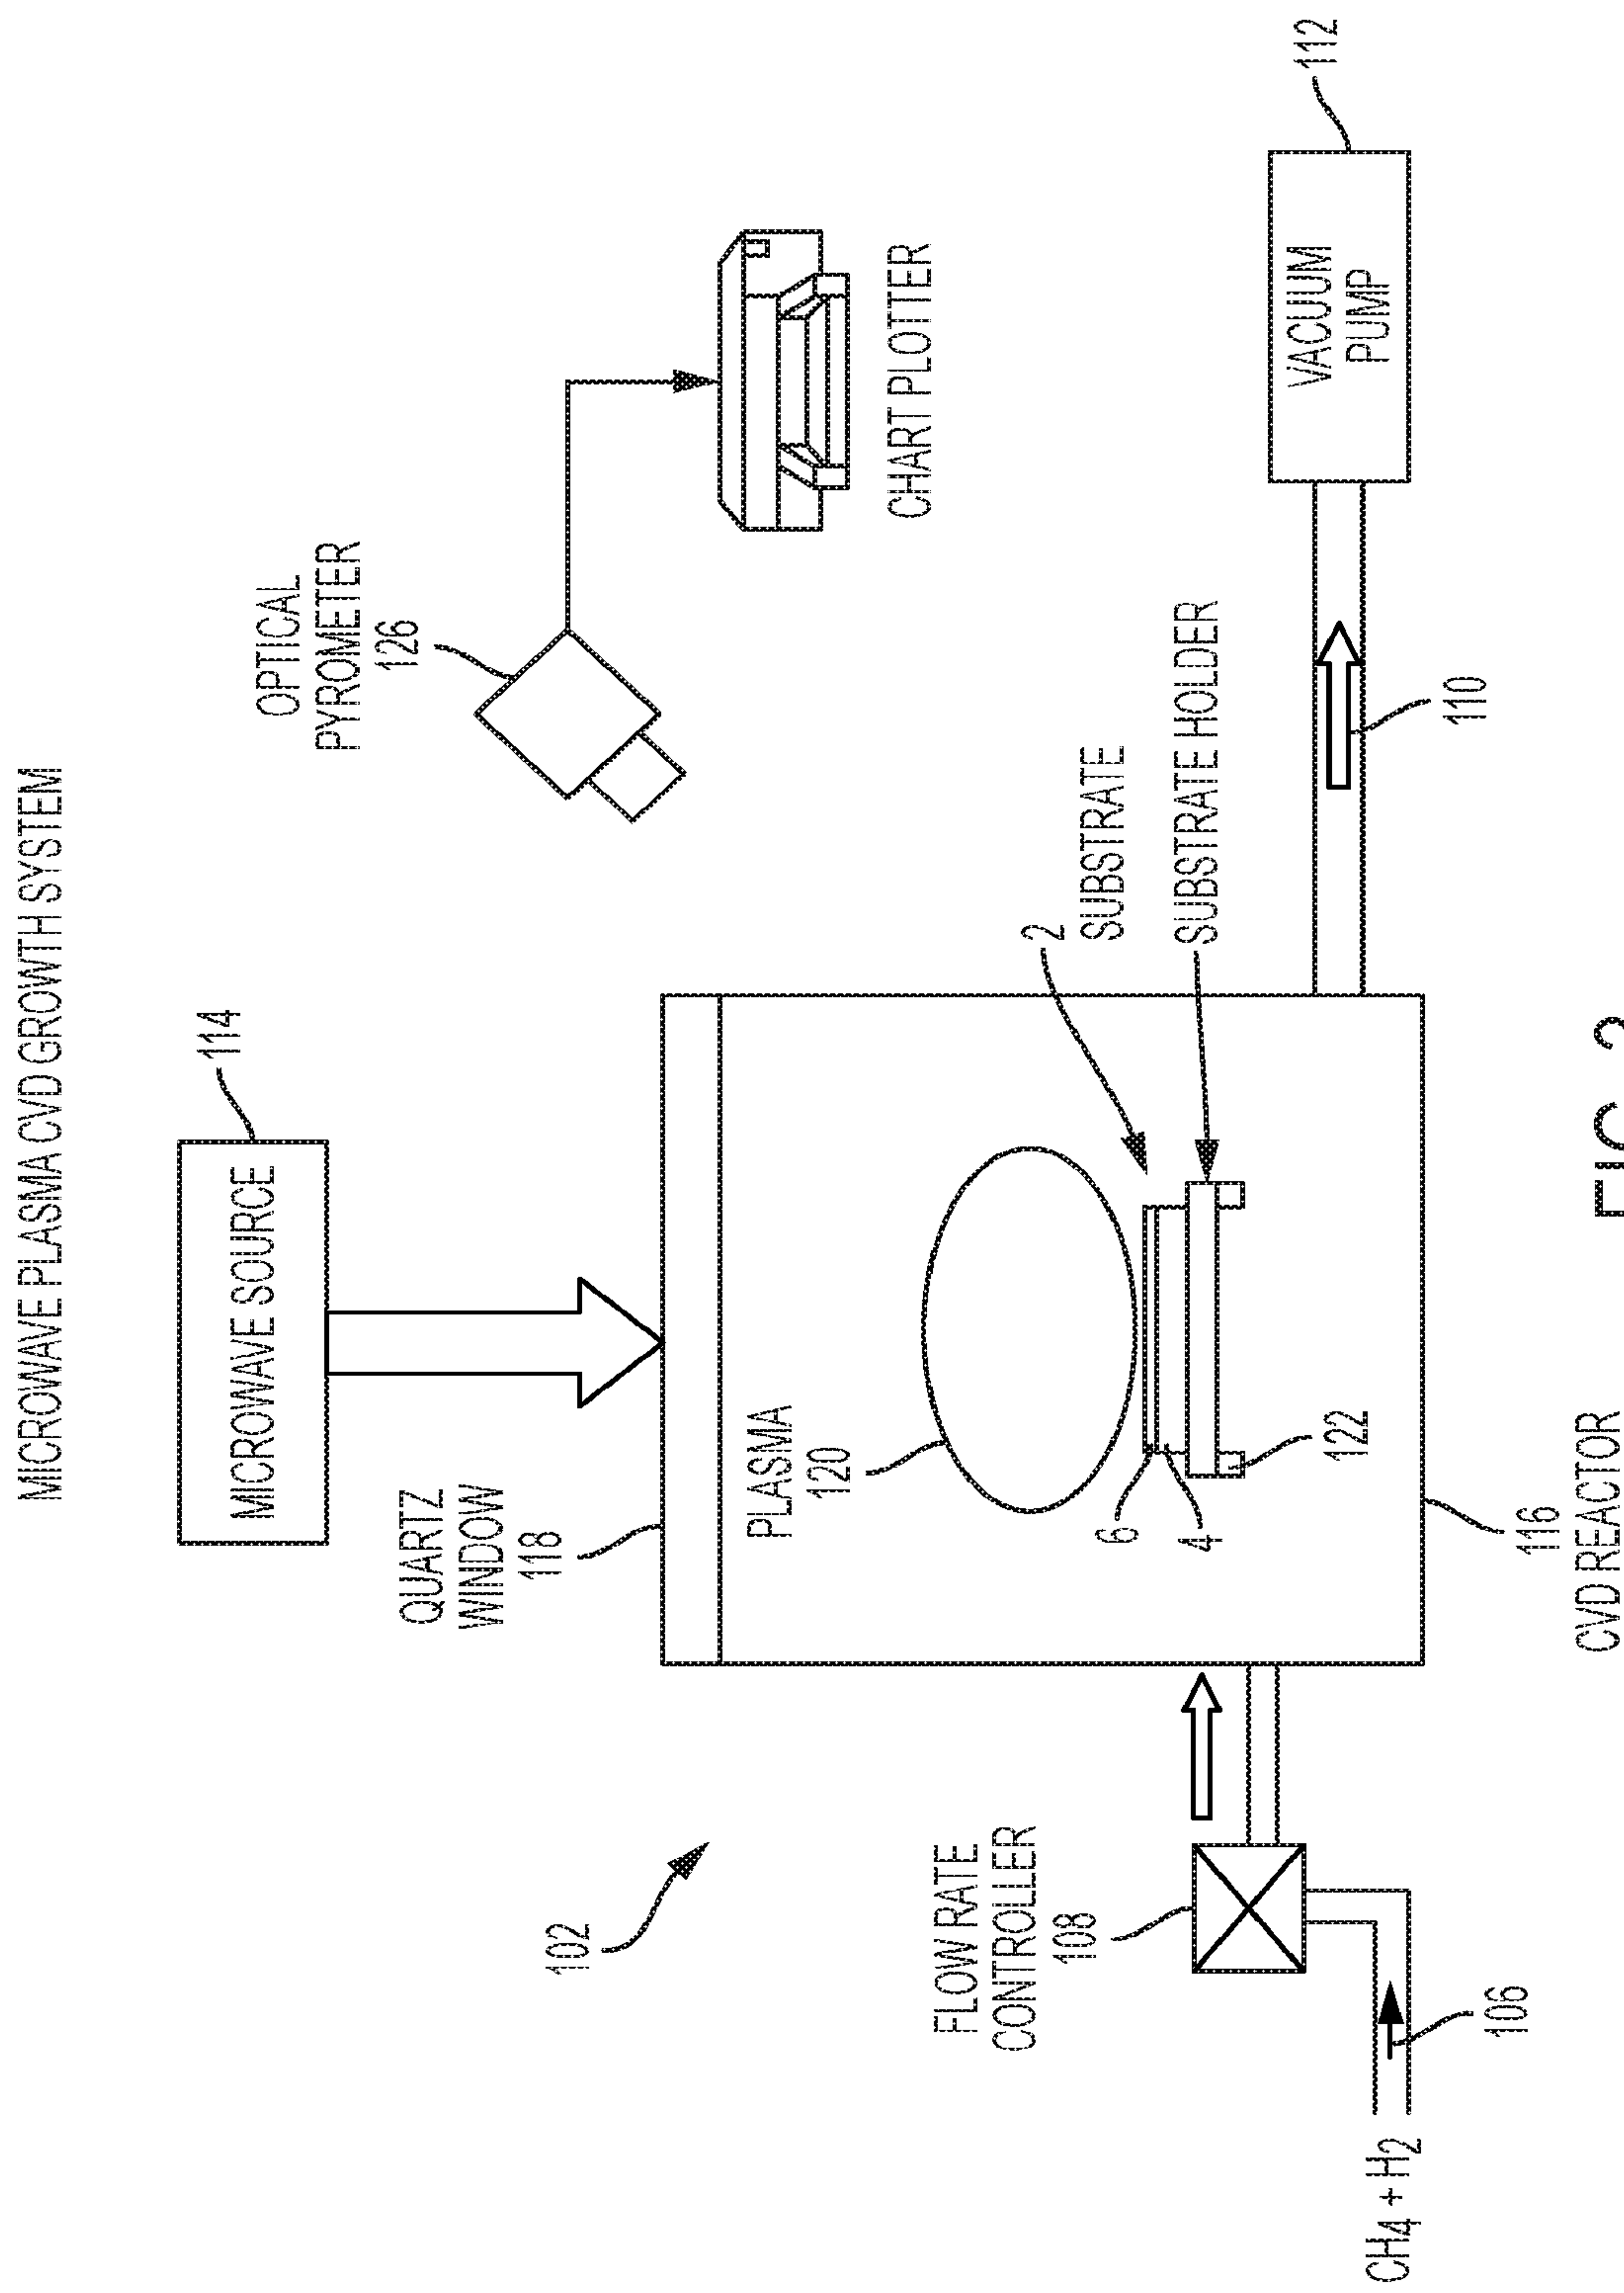 MICROWAVE PLASMA CVD GROWTH SYSTEM
114
MICROWAVE SOURCE
QUARTZ
WINDOW
118
OPTICAL
PYROMETER
126
CHART PLOTTER
102
PLASMA
120
2
SUBSTRATE
SUBSTRATE HOLDER
6
4
122
FLOW RATE
CONTROLLER
108
CH4 + H2
106
116
CVD REACTOR
110
VACUUM
PUMP
112